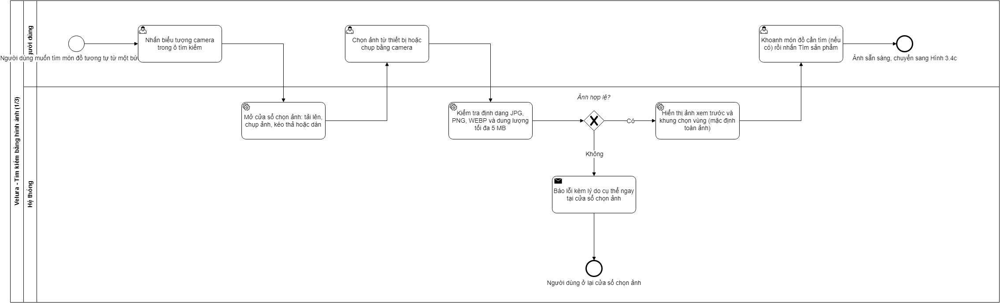 Velura - Tìm kiếm bằng hình ảnh (1/3)
Hệ thống
Người dùng muốn tìm món đồ tương tự từ một
Nhấn biểu tượng camera
trong ô tìm kiếm
Mở cửa sổ chọn ảnh: tải lên,
chụp ảnh, kéo thả hoặc dán
Chọn ảnh từ thiết bị hoặc
chụp bằng camera
Kiểm tra định dạng JPG,
PNG, WEBP và dung lượng
tối đa 5 MB
Ảnh hợp lệ?
Có
Không
Hiển thị ảnh xem trước và
khung chọn vùng (mặc định
toàn ảnh)
Khoanh món đồ cần tìm (nếu
có) rồi nhấn Tìm sản phẩm
Ảnh sẵn sàng, chuyển sang Hình 3.4c
Báo lỗi kèm lý do cụ thể ngay
tại cửa sổ chọn ảnh
Người dùng ở lại cửa sổ chọn ảnh